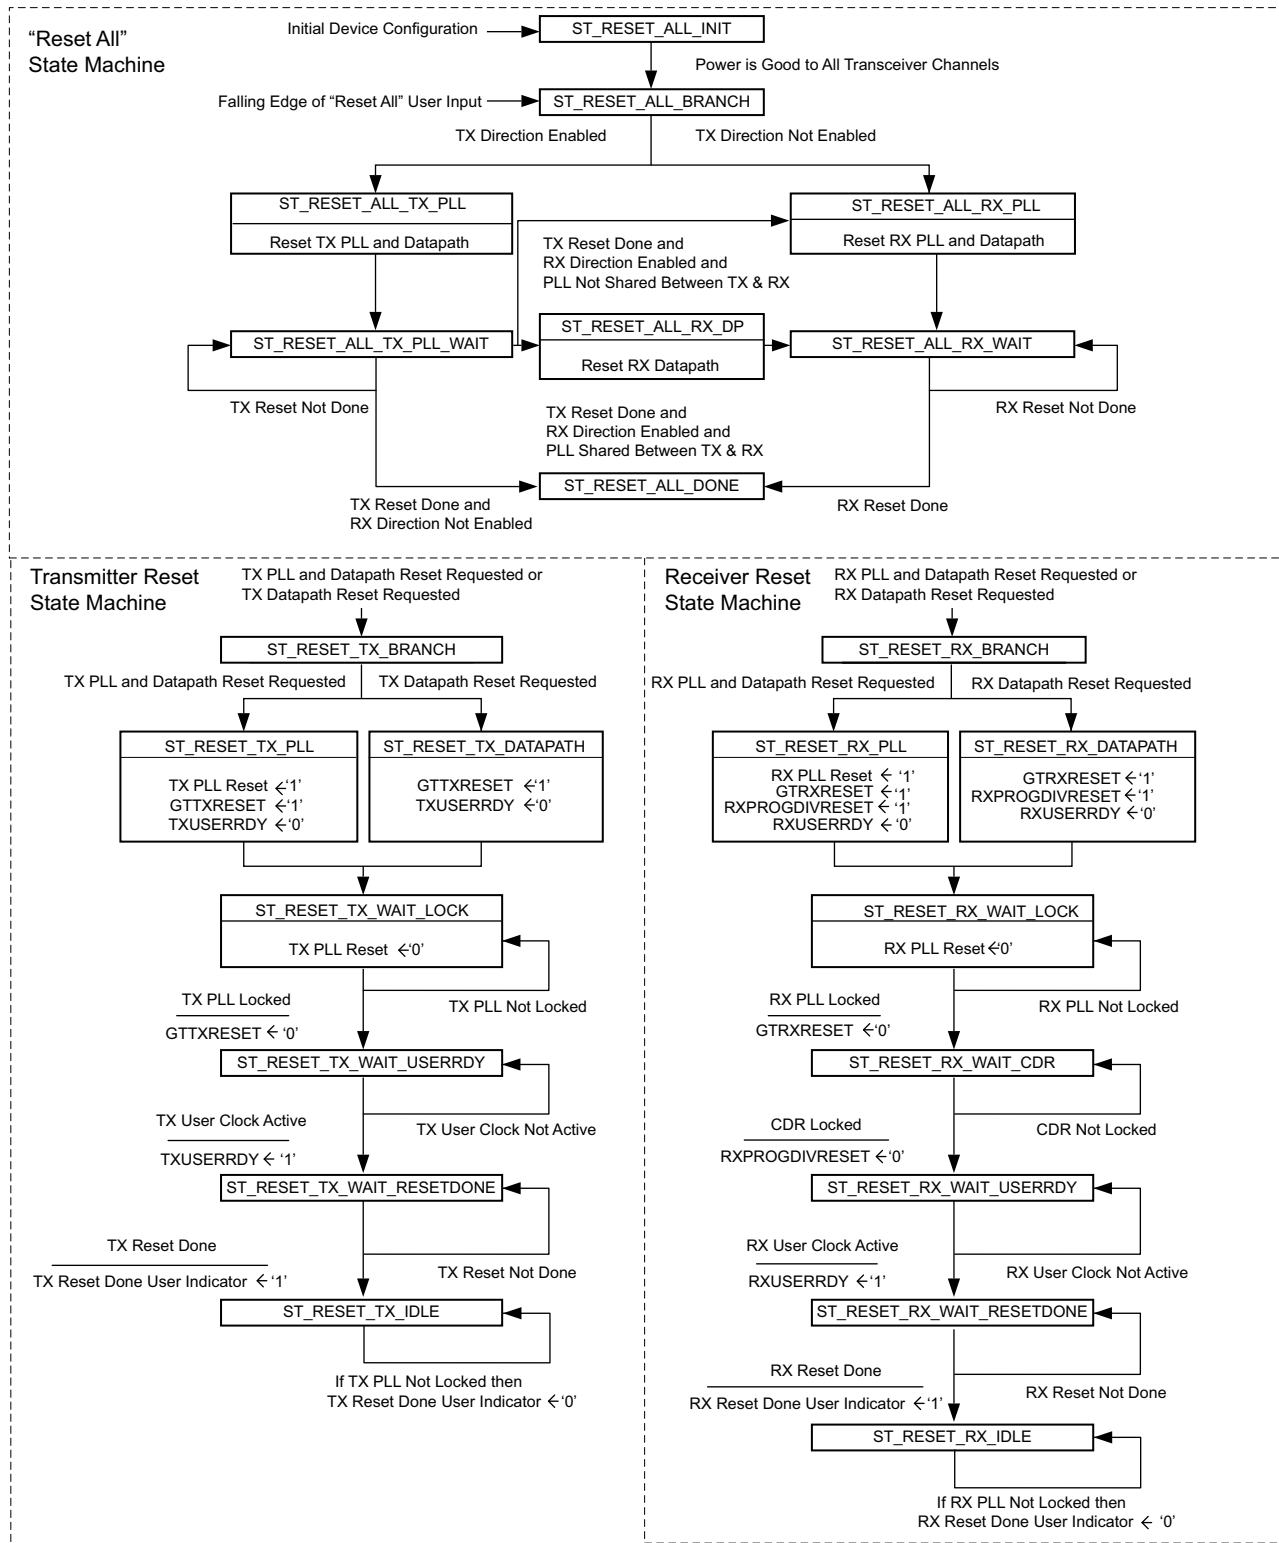 “Reset All”
State Machine
Initial Device Configuration
ST_RESET_ALL_INIT
Power is Good to All Transceiver Channels
Falling Edge of “Reset All” User Input
ST_RESET_ALL_BRANCH
TX Direction Enabled
TX Direction Not Enabled
ST_RESET_ALL_TX_PLL
Reset TX PLL and Datapath
ST_RESET_ALL_RX_PLL
Reset RX PLL and Datapath
TX Reset Done and
RX Direction Enabled and
PLL Not Shared Between TX & RX
ST_RESET_ALL_TX_PLL_WAIT
ST_RESET_ALL_RX_DP
Reset RX Datapath
ST_RESET_ALL_RX_WAIT
TX Reset Not Done
TX Reset Done and
RX Direction Enabled and
PLL Shared Between TX & RX
RX Reset Not Done
ST_RESET_ALL_DONE
TX Reset Done and
RX Direction Not Enabled
RX Reset Done
Transmitter Reset
State Machine
TX PLL and Datapath Reset Requested or
TX Datapath Reset Requested
ST_RESET_TX_BRANCH
TX PLL and Datapath Reset Requested
TX Datapath Reset Requested
ST_RESET_TX_PLL
TX PLL Reset ←‘1’
GTTXRESET ←‘1’
TXUSERRDY ←‘0’
ST_RESET_TX_DATAPATH
GTTXRESET ←‘1’
TXUSERRDY ←‘0’
ST_RESET_TX_WAIT_LOCK
TX PLL Reset ←‘0’
TX PLL Locked
GTTXRESET ← ‘0’
TX PLL Not Locked
ST_RESET_TX_WAIT_USERRDY
TX User Clock Active
TXUSERRDY ← ‘1’
TX User Clock Not Active
ST_RESET_TX_WAIT_RESETDONE
TX Reset Done
TX Reset Done User Indicator ←‘1’
TX Reset Not Done
ST_RESET_TX_IDLE
If TX PLL Not Locked then
TX Reset Done User Indicator ←‘0’
Receiver Reset
State Machine
RX PLL and Datapath Reset Requested or
RX Datapath Reset Requested
ST_RESET_RX_BRANCH
RX PLL and Datapath Reset Requested
RX Datapath Reset Requested
ST_RESET_RX_PLL
RX PLL Reset ← ‘1’
GTRXRESET ←‘1’
RXPROGDIVRESET ←‘1’
RXUSERRDY ←‘0’
ST_RESET_RX_DATAPATH
GTRXRESET ←‘1’
RXPROGDIVRESET ←‘1’
RXUSERRDY ←‘0’
ST_RESET_RX_WAIT_LOCK
RX PLL Reset←‘0’
RX PLL Locked
GTRXRESET ←‘0’
RX PLL Not Locked
ST_RESET_RX_WAIT_CDR
CDR Locked
RXPROGDIVRESET ←‘0’
CDR Not Locked
ST_RESET_RX_WAIT_USERRDY
RX User Clock Active
RXUSERRDY ←‘1’
RX User Clock Not Active
ST_RESET_RX_WAIT_RESETDONE
RX Reset Done
RX Reset Done User Indicator ←‘1’
RX Reset Not Done
ST_RESET_RX_IDLE
If RX PLL Not Locked then
RX Reset Done User Indicator ← ‘0’